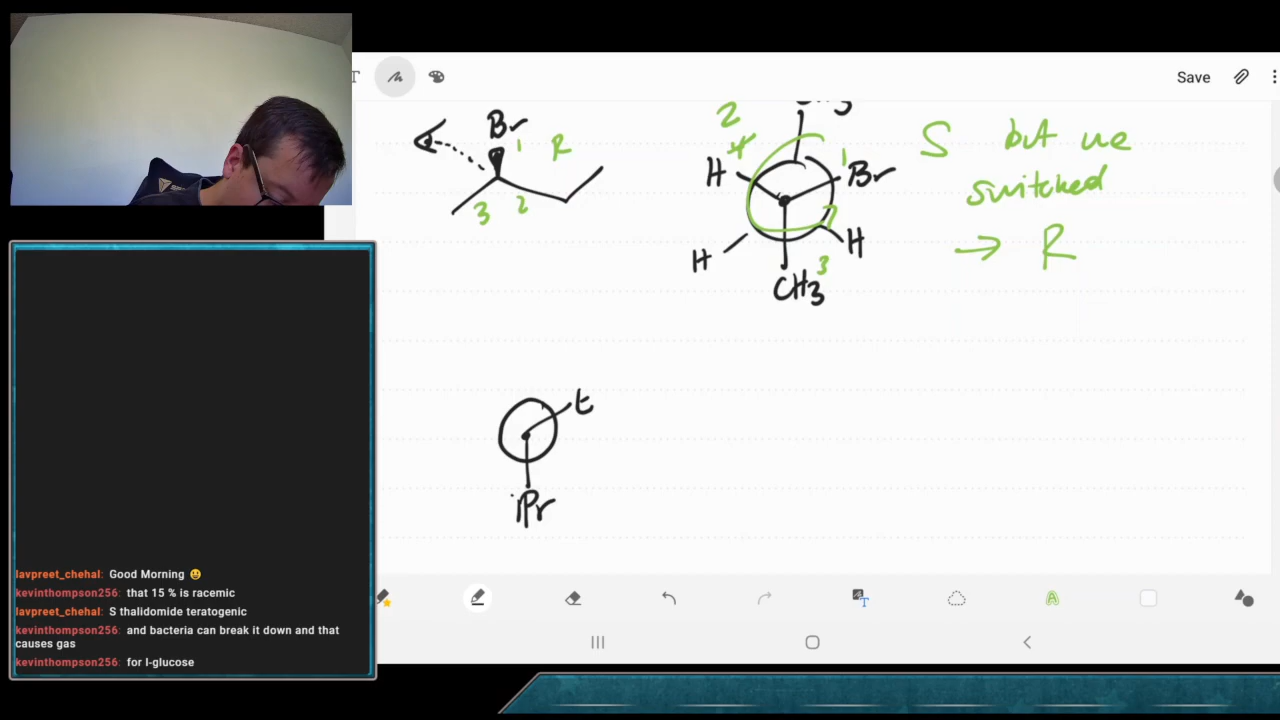 T
Save
Br
1
R
3
2
2
H
1
Br
H
H
3
CH3
S but we
switched
→ R
t
iPr
lavpreet_chehal: Good Morning 😀
kevinthompson256: that 15 % is racemic
lavpreet_chehal: S thalidomide teratogenic
kevinthompson256: and bacteria can break it down and that
causes gas
kevinthompson256: for l-glucose